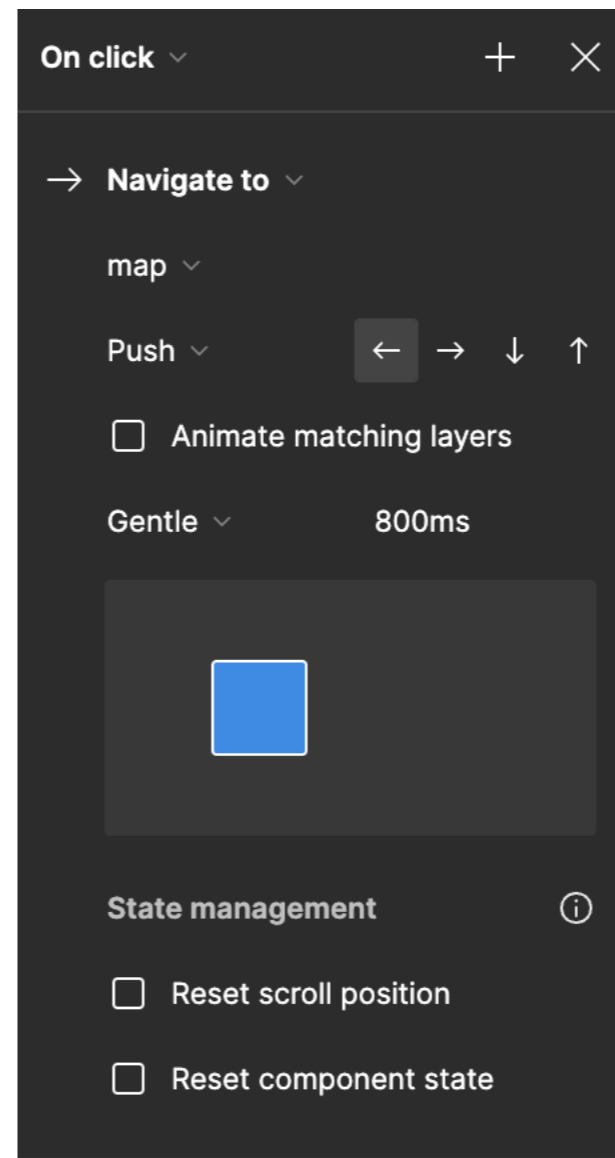 On click
Navigate to
map
Push
Animate matching layers
Gentle 800ms
State management
Reset scroll position
Reset component state